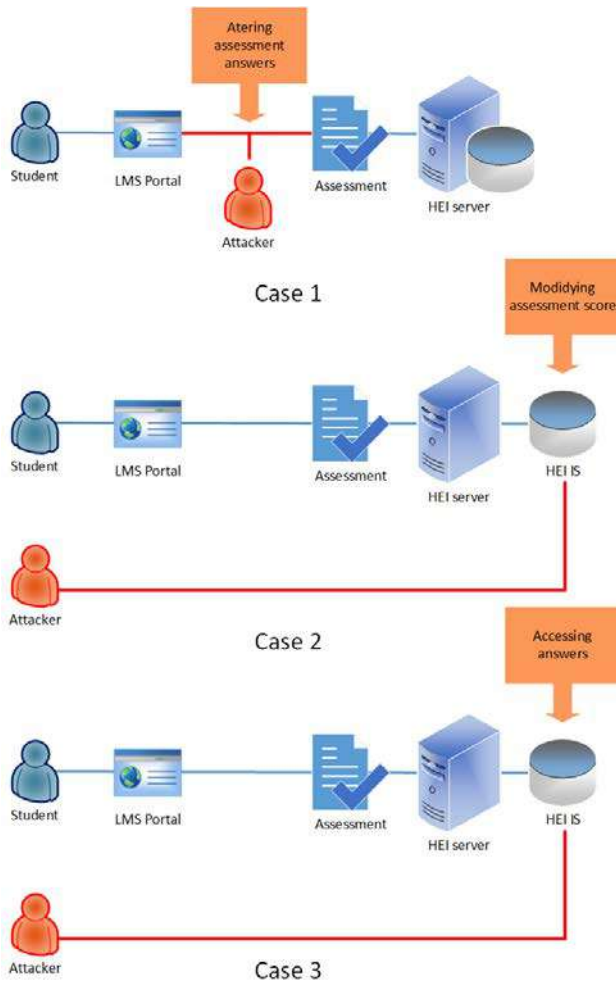 Atering
assessment
answers
Student
LMS Portal
Attacker
Assessment
HEI server
Case 1
Modidying
assessment score
Student
LMS Portal
Assessment
HEI server
HEI IS
Attacker
Case 2
Accessing
answers
Student
LMS Portal
Assessment
HEI server
HEI IS
Attacker
Case 3